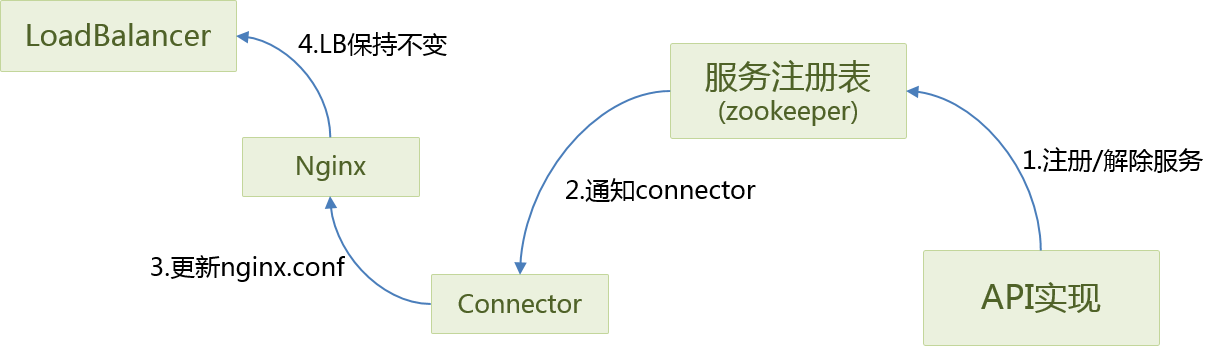 LoadBalancer
4.LB保持不变
服务注册表
(zookeeper)
Nginx
1.注册/解除服务
2.通知connector
3.更新nginx.conf
Connector
API实现